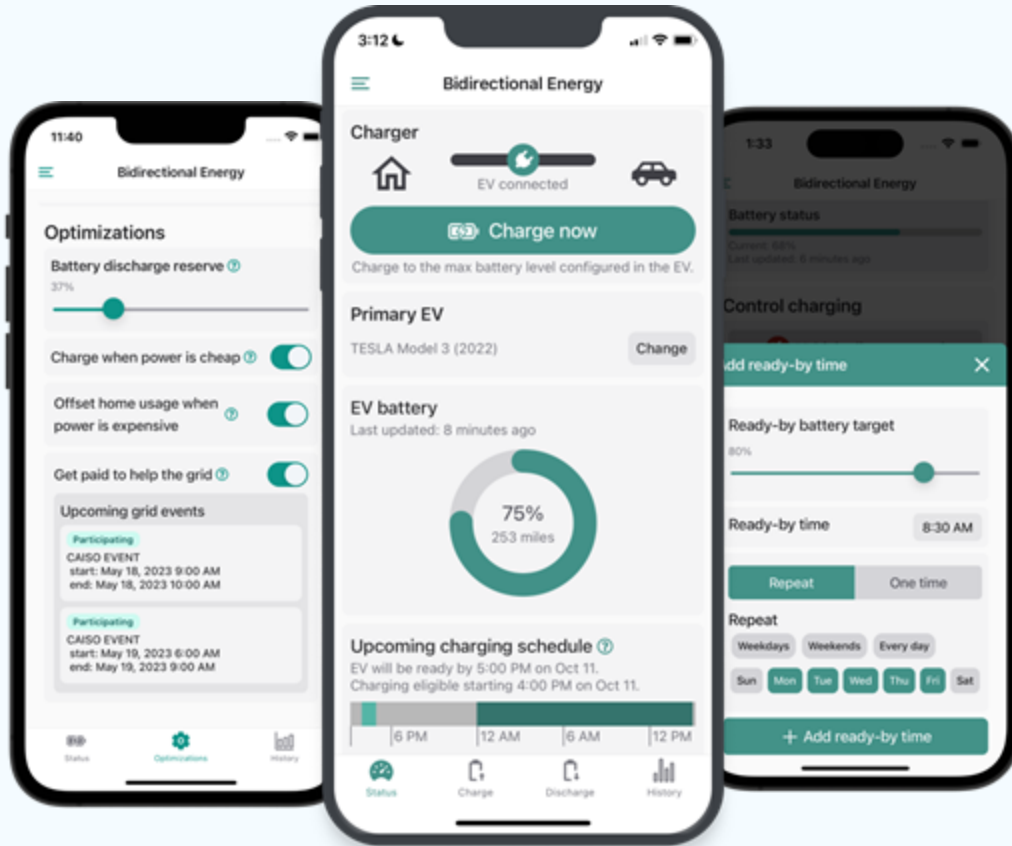 11:40
Bidirectional Energy
Optimizations
Battery discharge reserve ?
37%
Charge when power is cheap ?
Offset home usage when
power is expensive ?
Get paid to help the grid ?
Upcoming grid events
Participating
CAISO EVENT
start: May 18, 2023 9:00 AM
end: May 18, 2023 10:00 AM
Participating
CAISO EVENT
start: May 19, 2023 6:00 AM
end: May 19, 2023 9:00 AM
Status Optimizations History
3:12
Bidirectional Energy
Charger
EV connected
Charge now
Charge to the max battery level configured in the EV.
Primary EV
TESLA Model 3 (2022)
Change
EV battery
Last updated: 8 minutes ago
75%
253 miles
Upcoming charging schedule ?
EV will be ready by 5:00 PM on Oct 11.
Charging eligible starting 4:00 PM on Oct 11.
6 PM 12 AM 6 AM 12 PM
Status Charge Discharge History
1:33
Bidirectional Energy
Battery status
Current: 68%
Last updated: 6 minutes ago
Control charging
dd ready-by time
Ready-by battery target
80%
Ready-by time 8:30 AM
Repeat One time
Repeat
Weekdays Weekends Every day
Sun Mon Tue Wed Thu Fri Sat
+ Add ready-by time